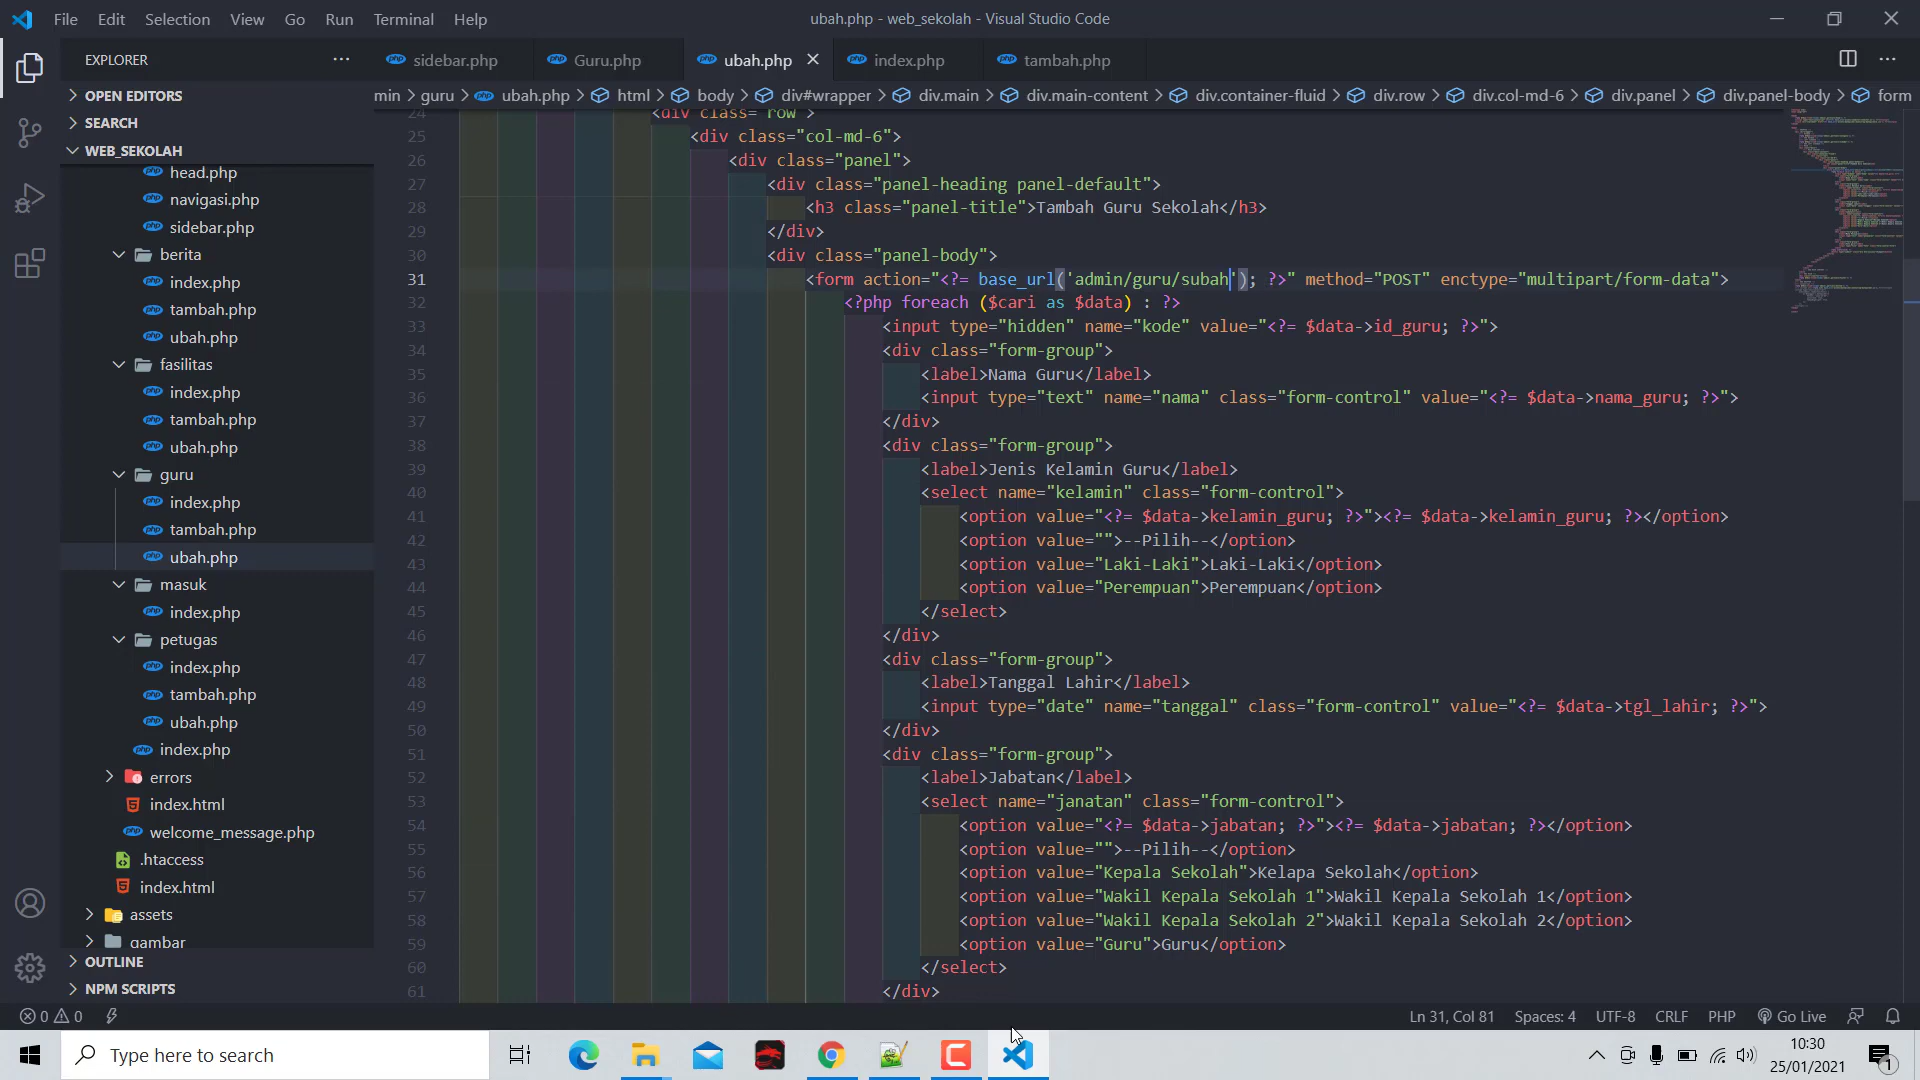 File Edit Selection View Go Run Terminal Help
ubah.php - web_sekolah - Visual Studio Code
EXPLORER
sidebar.php
Guru.php
ubah.php
index.php
tambah.php
min guru ubah.php html body div#wrapper div.main div.main-content div.container-fluid div.row div.col-md-6 div.panel div.panel-body form
OPEN EDITORS
SEARCH
WEB_SEKOLAH
head.php
navigasi.php
sidebar.php
berita
index.php
tambah.php
ubah.php
fasilitas
index.php
tambah.php
ubah.php
guru
index.php
tambah.php
ubah.php
masuk
index.php
petugas
index.php
tambah.php
ubah.php
index.php
errors
index.html
welcome_message.php
.htaccess
index.html
assets
gambar
OUTLINE
NPM SCRIPTS
24 <div class="row">
25 <div class="col-md-6">
26 <div class="panel">
27 <div class="panel-heading panel-default">
28 <h3 class="panel-title">Tambah Guru Sekolah</h3>
29 </div>
30 <div class="panel-body">
31 <form action="<?= base_url('admin/guru/subah'); ?>" method="POST" enctype="multipart/form-data">
32 <?php foreach ($cari as $data) : ?>
33 <input type="hidden" name="kode" value="<?= $data->id_guru; ?>">
34 <div class="form-group">
35 <label>Nama Guru</label>
36 <input type="text" name="nama" class="form-control" value="<?= $data->nama_guru; ?>">
37 </div>
38 <div class="form-group">
39 <label>Jenis Kelamin Guru</label>
40 <select name="kelamin" class="form-control">
41 <option value="<?= $data->kelamin_guru; ?>"><?= $data->kelamin_guru; ?></option>
42 <option value="">--Pilih--</option>
43 <option value="Laki-Laki">Laki-Laki</option>
44 <option value="Perempuan">Perempuan</option>
45 </select>
46 </div>
47 <div class="form-group">
48 <label>Tanggal Lahir</label>
49 <input type="date" name="tanggal" class="form-control" value="<?= $data->tgl_lahir; ?>">
50 </div>
51 <div class="form-group">
52 <label>Jabatan</label>
53 <select name="janatan" class="form-control">
54 <option value="<?= $data->jabatan; ?>"><?= $data->jabatan; ?></option>
55 <option value="">--Pilih--</option>
56 <option value="Kepala Sekolah">Kelapa Sekolah</option>
57 <option value="Wakil Kepala Sekolah 1">Wakil Kepala Sekolah 1</option>
58 <option value="Wakil Kepala Sekolah 2">Wakil Kepala Sekolah 2</option>
59 <option value="Guru">Guru</option>
60 </select>
61 </div>
0 0
Ln 31, Col 81 Spaces: 4 UTF-8 CRLF PHP Go Live
Type here to search
10:30
25/01/2021
1